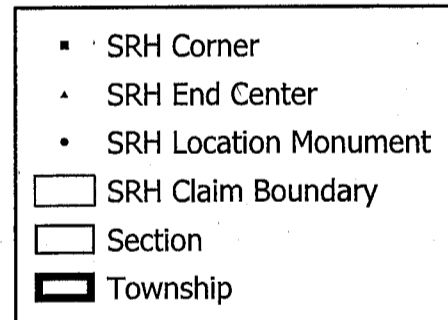 SRH Corner
SRH End Center
SRH Location Monument
SRH Claim Boundary
Section
Township